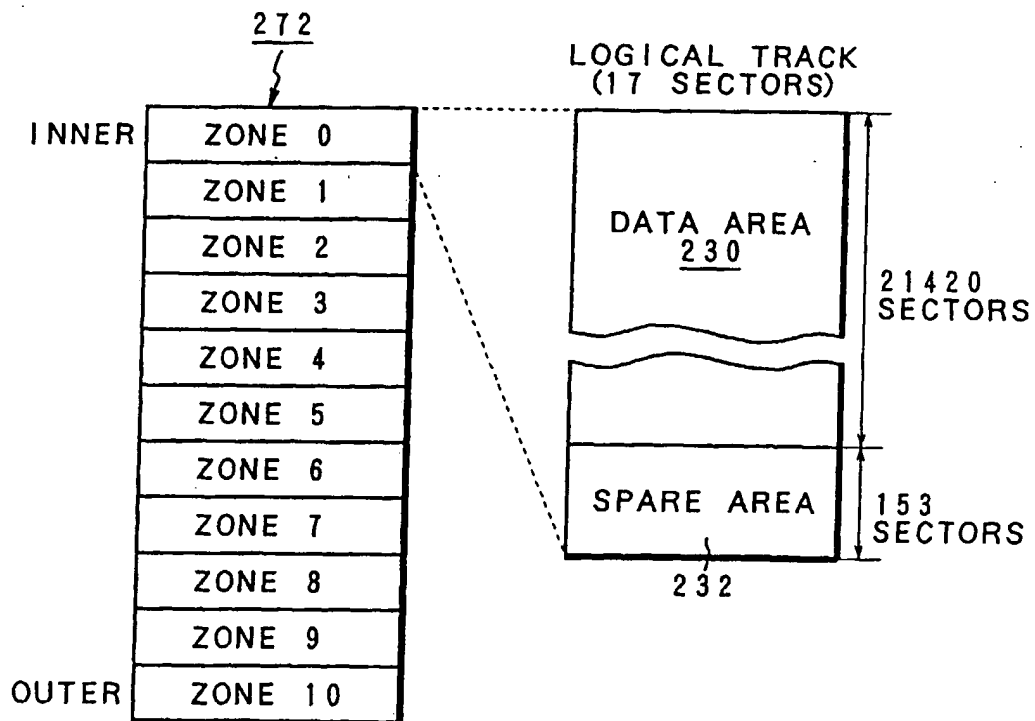 272
INNER
ZONE 0
ZONE 1
ZONE 2
ZONE 3
ZONE 4
ZONE 5
ZONE 6
ZONE 7
ZONE 8
ZONE 9
OUTER
ZONE 10
LOGICAL TRACK
(17 SECTORS)
DATA AREA
230
21420
SECTORS
SPARE AREA
153
SECTORS
232